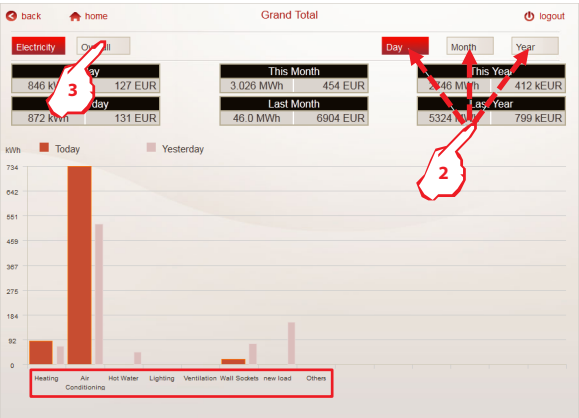 back home Grand Total logout
Electricity Day Month Year
This Month This Year
846 127 EUR 3.026 MWh 454 EUR MWh 412 kEUR
Last Month Last Year
872 kWh 131 EUR 46.0 MWh 6904 EUR 5324 799 kEUR
3
2
kWh Today Yesterday
734
642
551
459
367
275
184
92
0
Heating Air Conditioning Hot Water Lighting Ventilation Wall Sockets new load Others